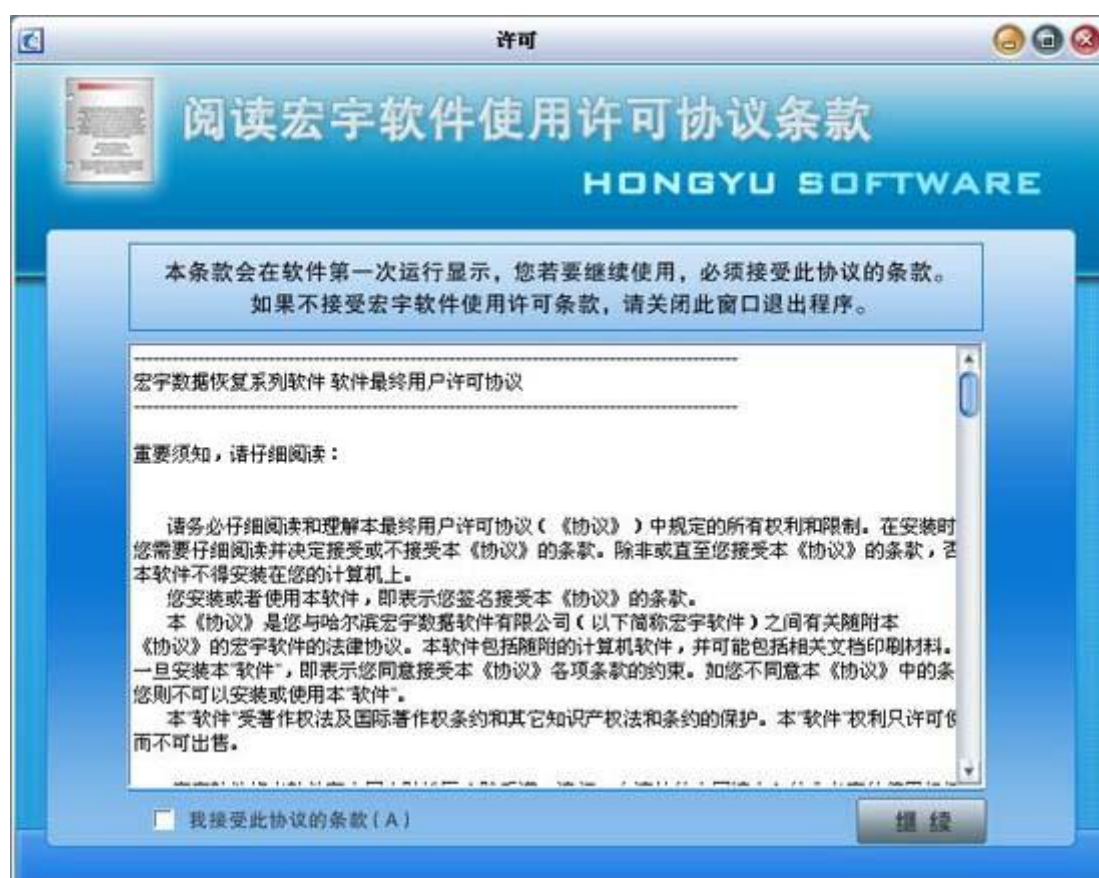 许可
阅读宏宇软件使用许可协议条款
HONGYU SOFTWARE
本条款会在软件第一次运行显示，您若要继续使用，必须接受此协议的条款。
如果不接受宏宇软件使用许可条款，请关闭此窗口退出程序。
宏宇数据恢复系列软件 软件最终用户许可协议
重要须知，请仔细阅读：
请务必仔细阅读和理解本最终用户许可协议（《协议》）中规定的所有权利和限制。在安装时
您需要仔细阅读并决定接受或不接受本《协议》的条款。除非或直至您接受本《协议》的条款，否
本软件不得安装在您的计算机上。
您安装或者使用本软件，即表示您签名接受本《协议》的条款。
本《协议》是您与哈尔滨宏宇数据软件有限公司（以下简称宏宇软件）之间有关随附本
《协议》的宏宇软件的法律协议。本软件包括随附的计算机软件，并可能包括相关文档印刷材料。
一旦安装本"软件"，即表示您同意接受本《协议》各项条款的约束。如您不同意本《协议》中的条
您则不可以安装或使用本"软件"。
本"软件"受著作权法及国际著作权条约和其它知识产权法和条约的保护。本"软件"权利只许可使
而不可出售。
我接受此协议的条款(A)
继续